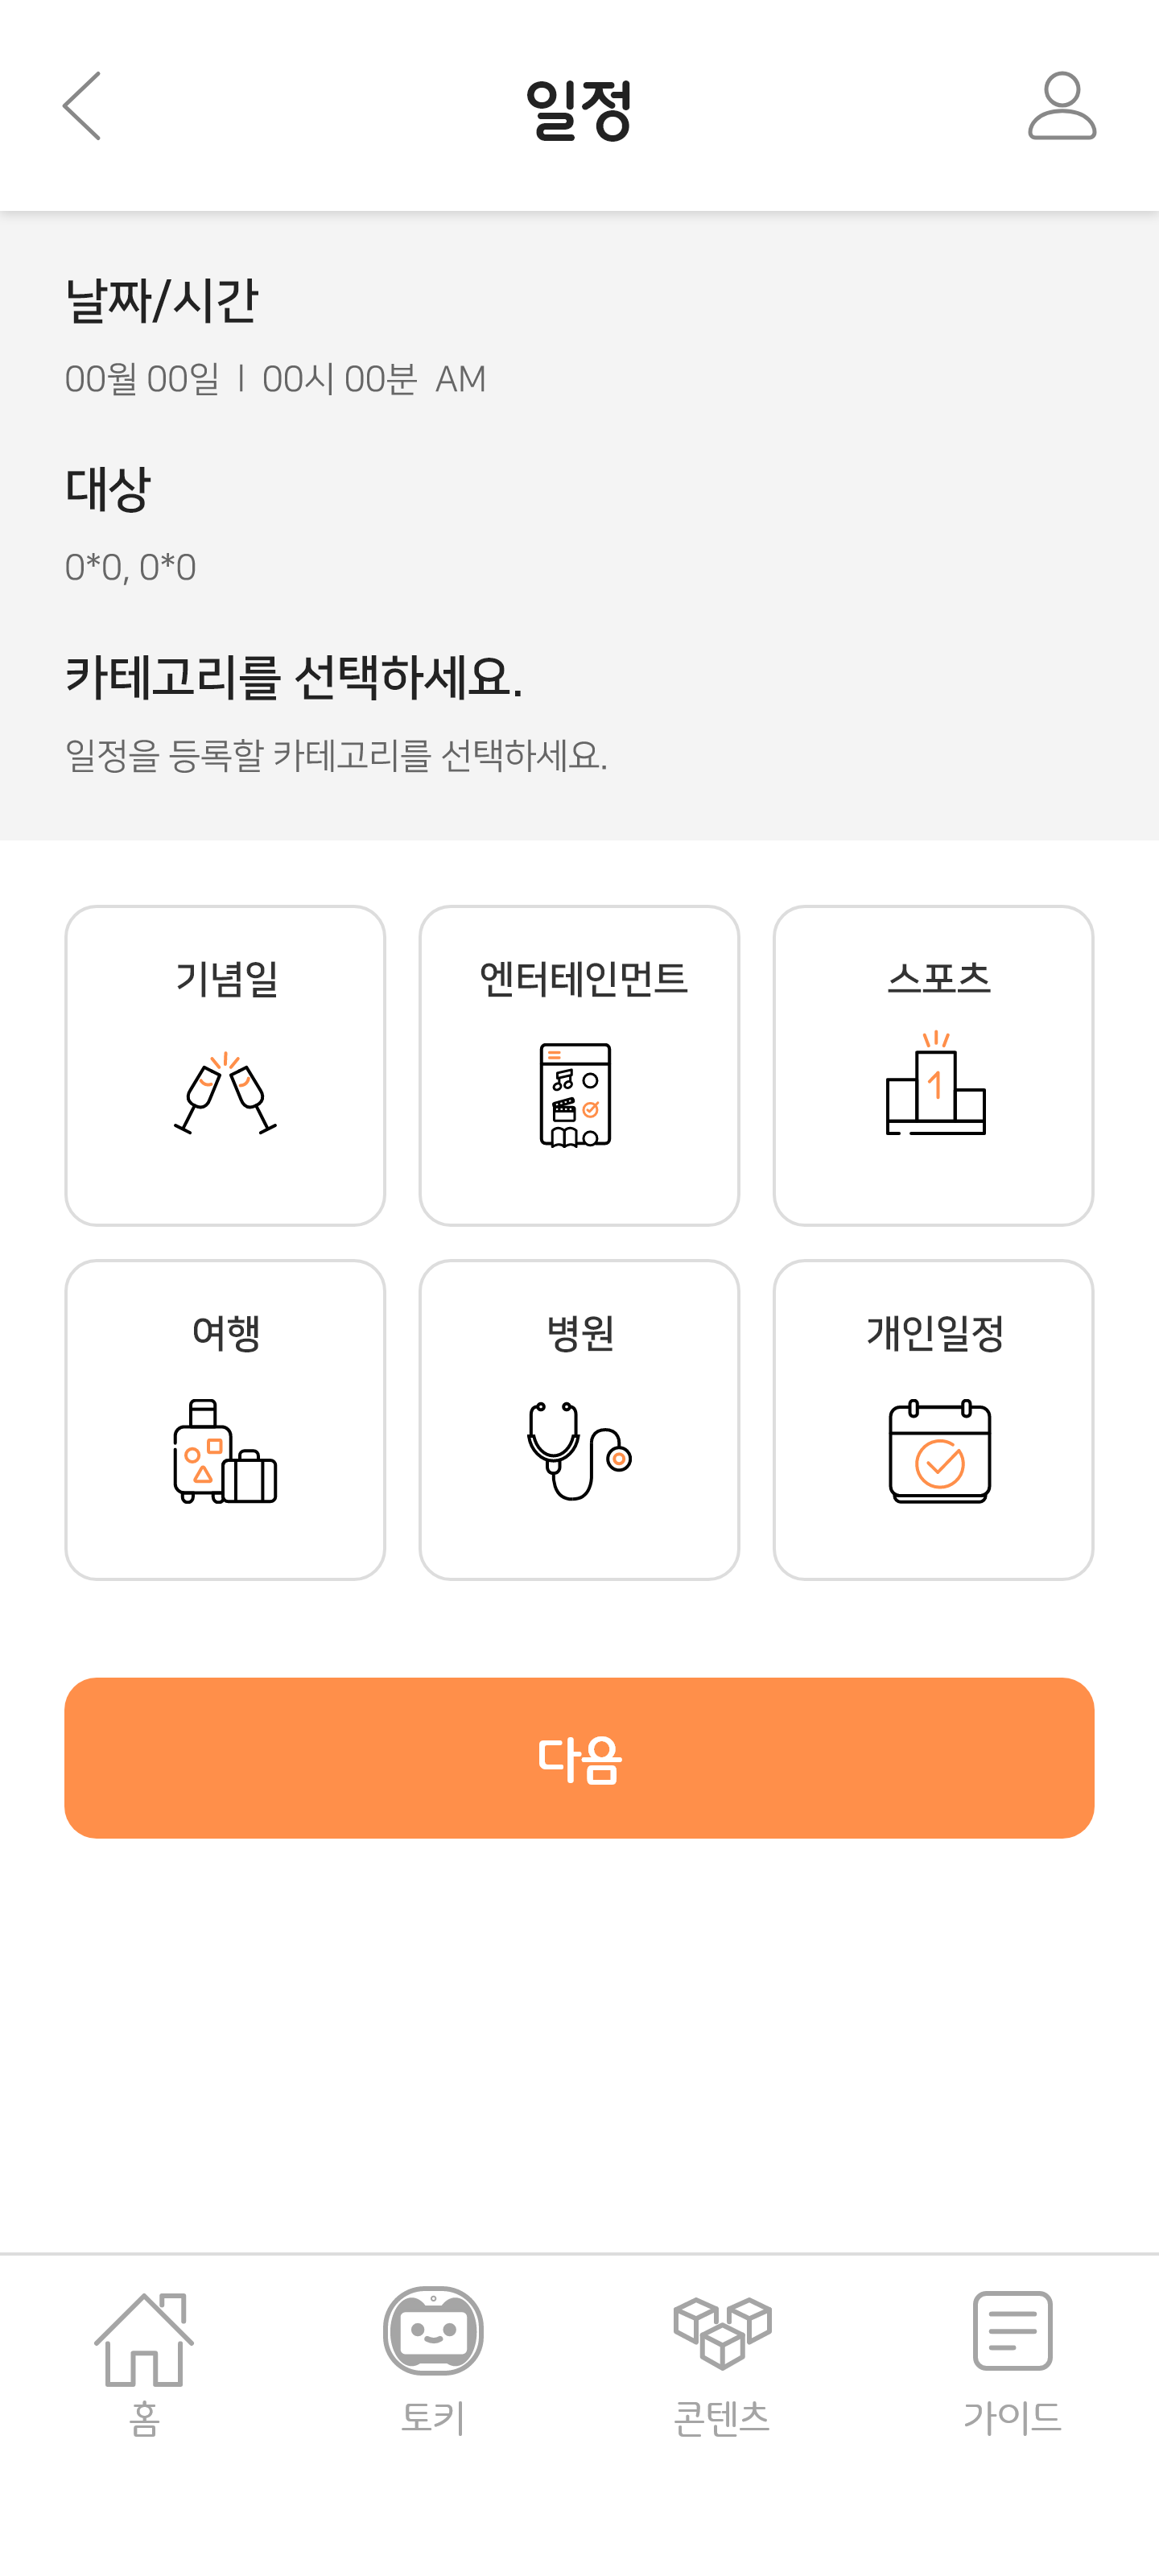 일정
날짜/시간
00월 00일 ㅣ 00시 00분 AM
대상
0*0, 0*0
카테고리를 선택하세요.
일정을 등록할 카테고리를 선택하세요.
기념일 엔터테인먼트 스포츠
1
여행 병원 개인일정
다음
홈 토키 콘텐츠 가이드